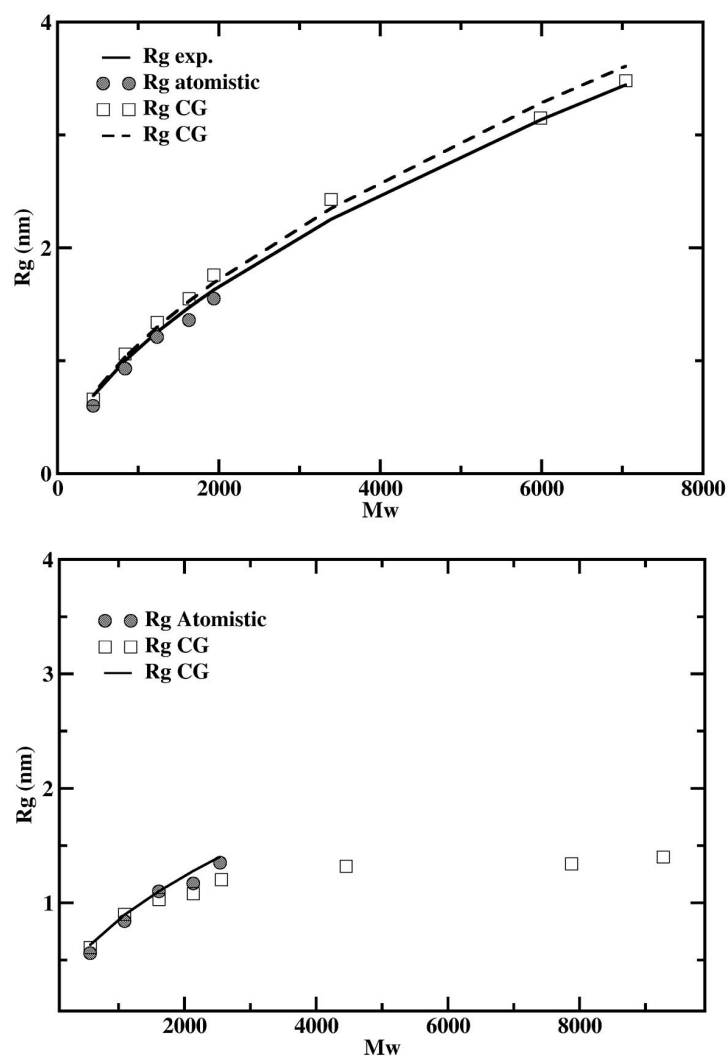 4
Rg exp.
Rg atomistic
Rg CG
Rg CG
Rg (nm)
2
0
0 2000 4000 6000 8000
Mw
4
Rg Atomistic
Rg CG
Rg CG
3
Rg (nm)
2
1
2000 4000 6000 8000
Mw